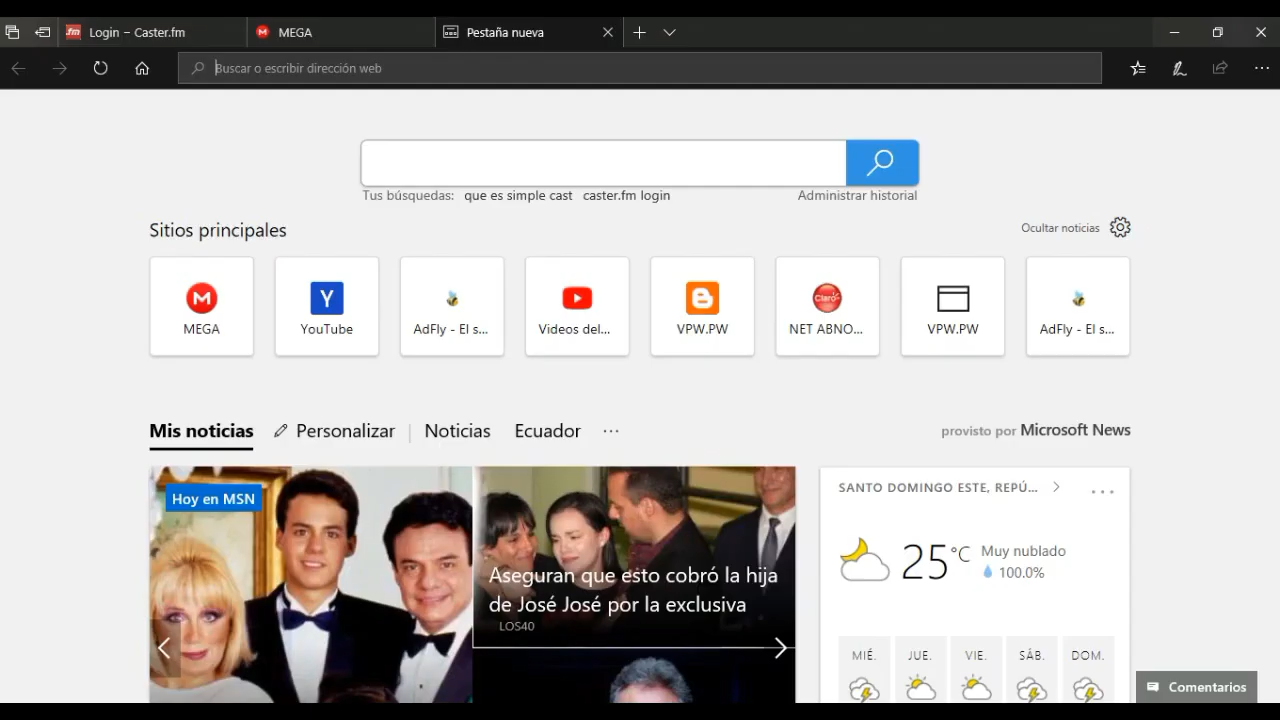 Login – Caster.fm
MEGA
Pestaña nueva
Buscar o escribir dirección web
Tus búsquedas: que es simple cast caster.fm login
Administrar historial
Sitios principales
Ocultar noticias
MEGA
YouTube
AdFly - El s...
Videos del...
VPW.PW
NET ABNO...
VPW.PW
AdFly - El s...
Mis noticias
Personalizar
Noticias
Ecuador
provisto por Microsoft News
Hoy en MSN
Aseguran que esto cobró la hija
de José José por la exclusiva
LOS40
SANTO DOMINGO ESTE, REPÚ...
25°C
Muy nublado
100.0%
MIÉ. JUE. VIE. SÁB. DOM.
Comentarios